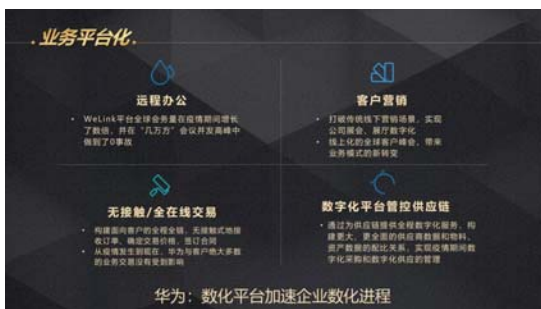 业务平台化
远程办公
WeLink平台全球会务量在疫情期间增长
了数倍,并在“几万方”会议并发高峰中
做到了0事故
客户营销
打破传统线下营销场景,实现
公司展会、展厅数字化
线上化的全球客户峰会,带来
业务模式的新转变
无接触/全在线交易
构建面向客户的全程全链、无接触式地接
收订单、确定交易价格、签订合同
从疫情发生到现在,华为与客户绝大多数
的业务交易没有受到影响
数字化平台管控供应链
通过为供应链提供全程数字化服务,构
建更大、更全面的供应商数据和物料、
资产数据的配比关系,实现疫情期间数
字化采购和数字化供应的管理
华为:数化平台加速企业数化进程